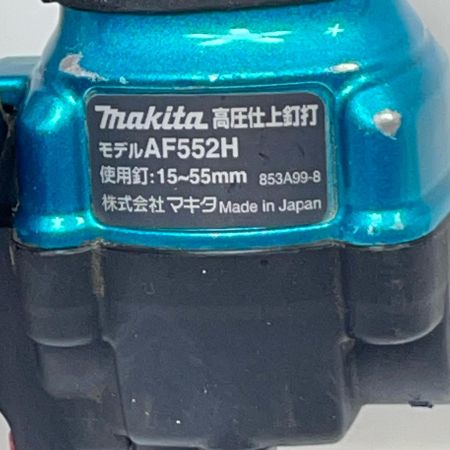 makita 高圧仕上釘打
モデルAF552H
使用釘:15~55mm 853A99-8
株式会社マキタ Made in Japan